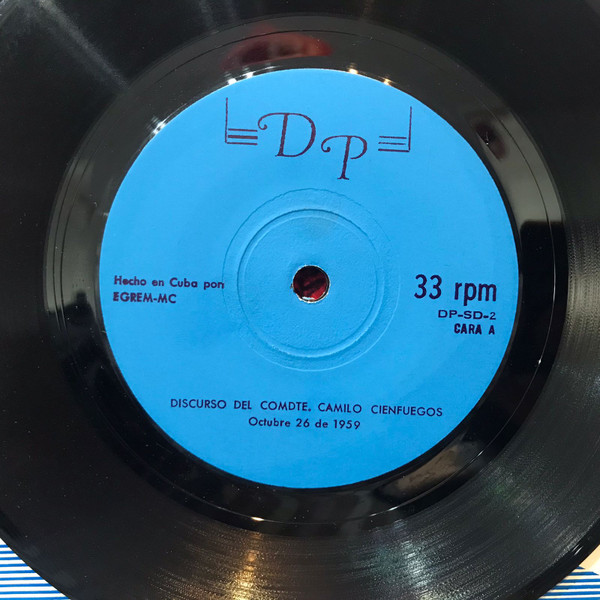 DP
Hecho en Cuba por:
EGREM-MC
33 rpm
DP-SD-2
CARA A
DISCURSO DEL COMDTE. CAMILO CIENFUEGOS
Octubre 26 de 1959